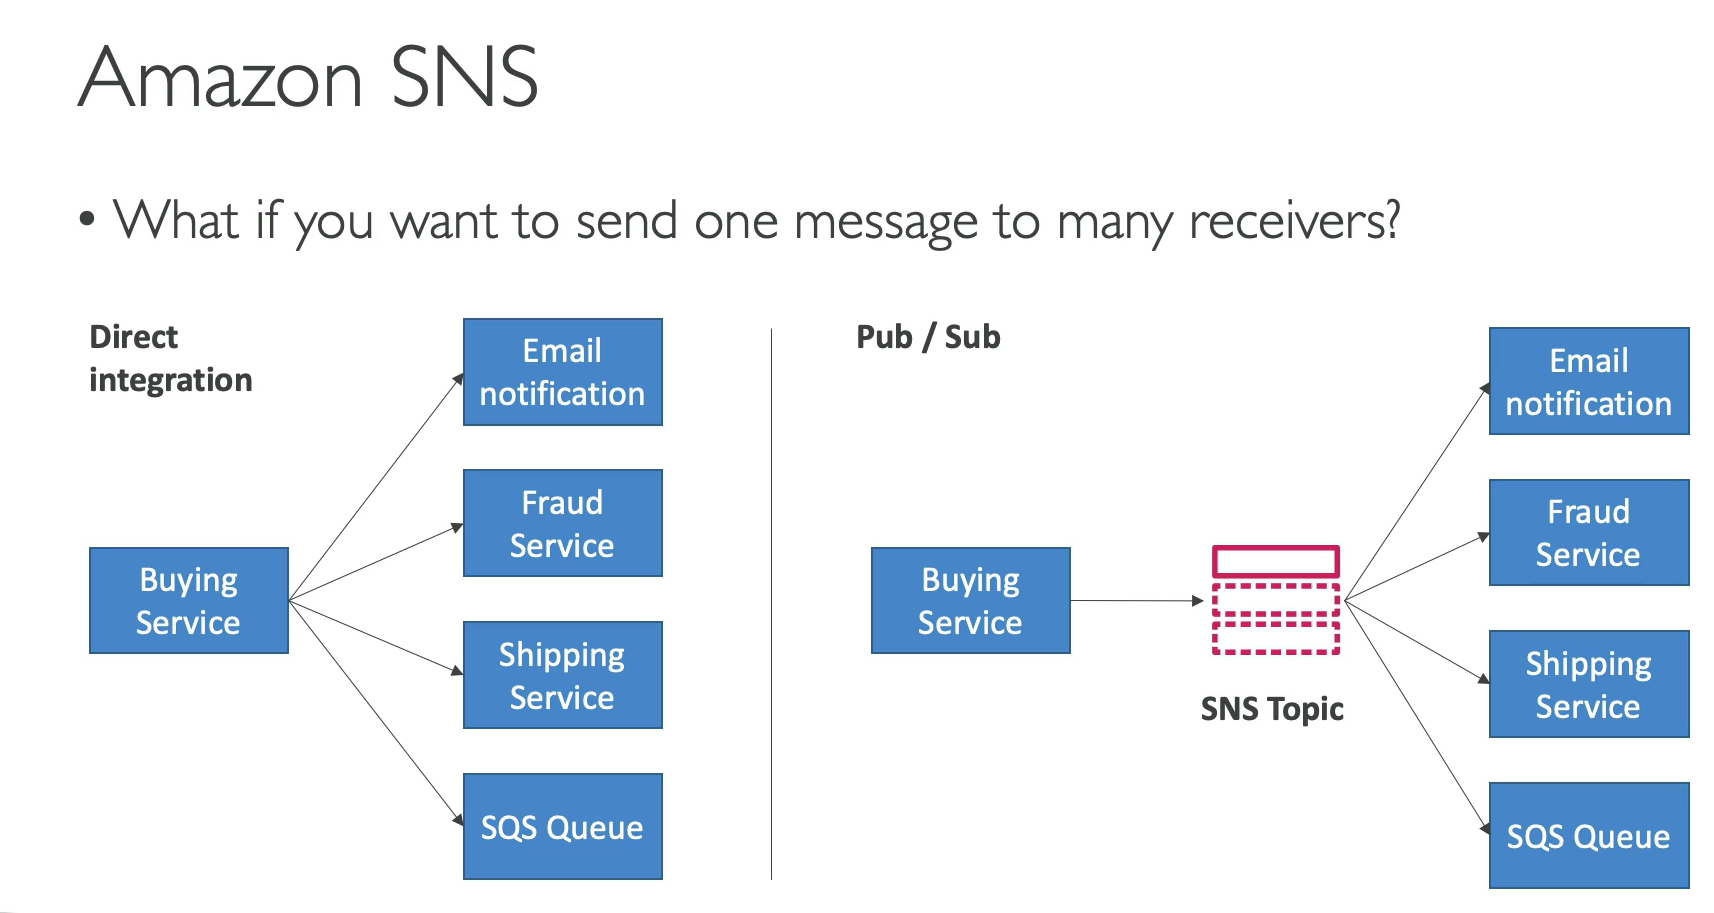 Amazon SNS
• What if you want to send one message to many receivers?
Direct
integration
Email
notification
Fraud
Service
Buying
Service
Shipping
Service
SQS Queue
Pub / Sub
Email
notification
Fraud
Service
Buying
Service
SNS Topic
Shipping
Service
SQS Queue